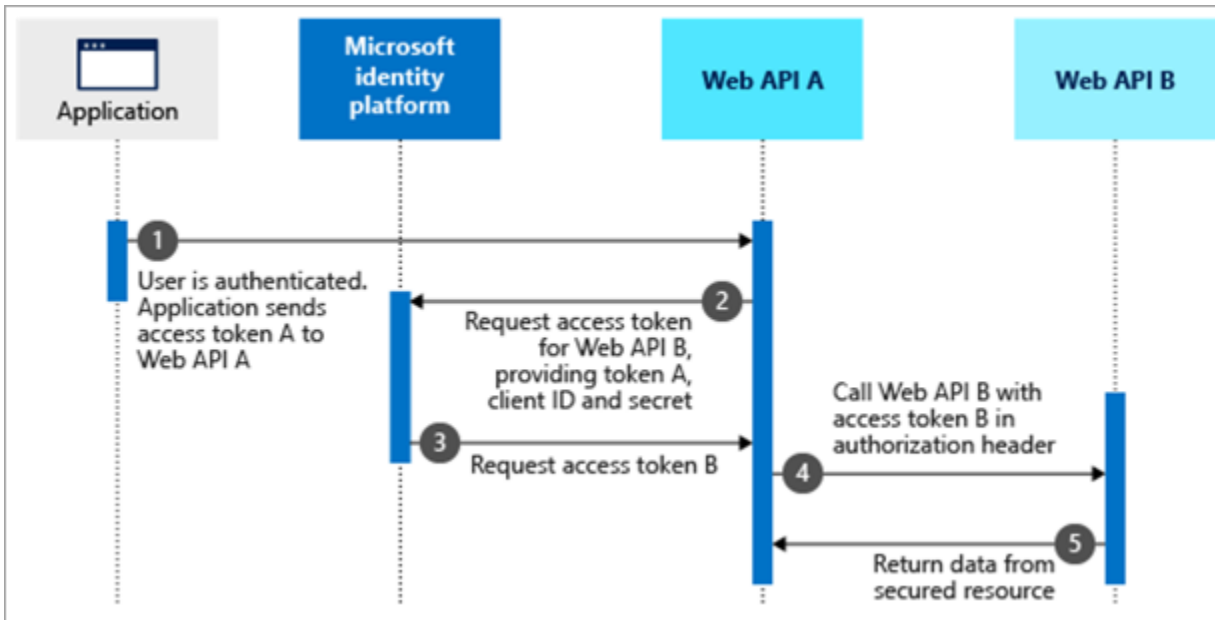 Application
Microsoft
identity
platform
Web API A
Web API B
1
User is authenticated.
Application sends
access token A to
Web API A
2
Request access token
for Web API B,
providing token A,
client ID and secret
3
Request access token B
Call Web API B with
access token B in
authorization header
4
5
Return data from
secured resource